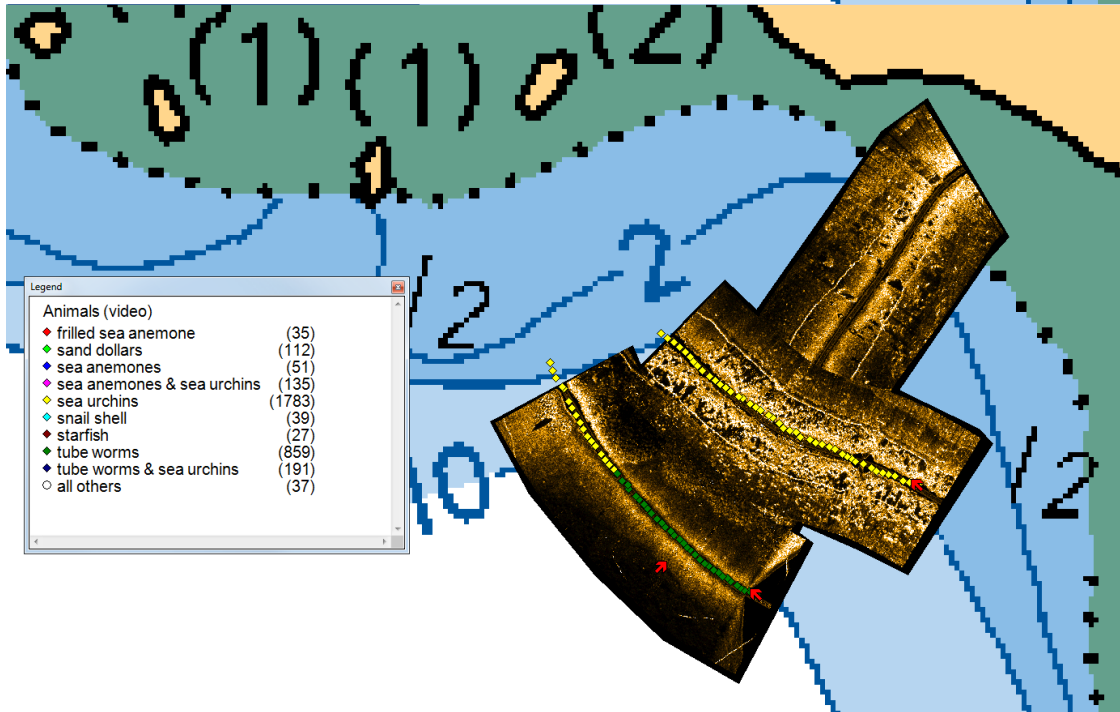 (1)
(1)
(2)
2
2
Legend
Animals (video)
frilled sea anemone (35)
sand dollars (112)
sea anemones (51)
sea anemones & sea urchins (135)
sea urchins (1783)
snail shell (39)
starfish (27)
tube worms (859)
tube worms & sea urchins (191)
all others (37)
10
/2